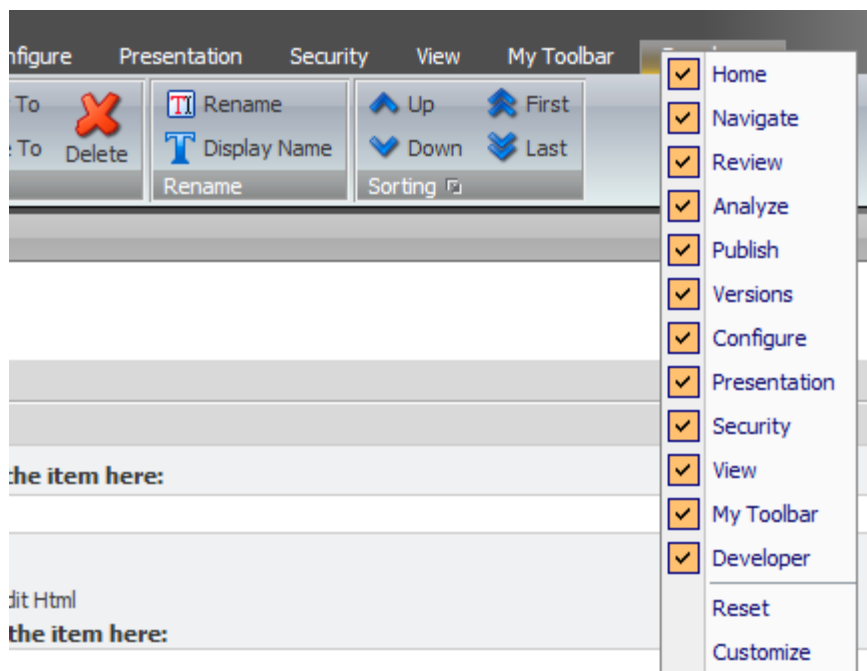 nfigure Presentation Security View My Toolbar
To Delete Rename Up First
To Display Name Down Last
Rename Sorting
the item here:
dit Html
the item here:
Home
Navigate
Review
Analyze
Publish
Versions
Configure
Presentation
Security
View
My Toolbar
Developer
Reset
Customize